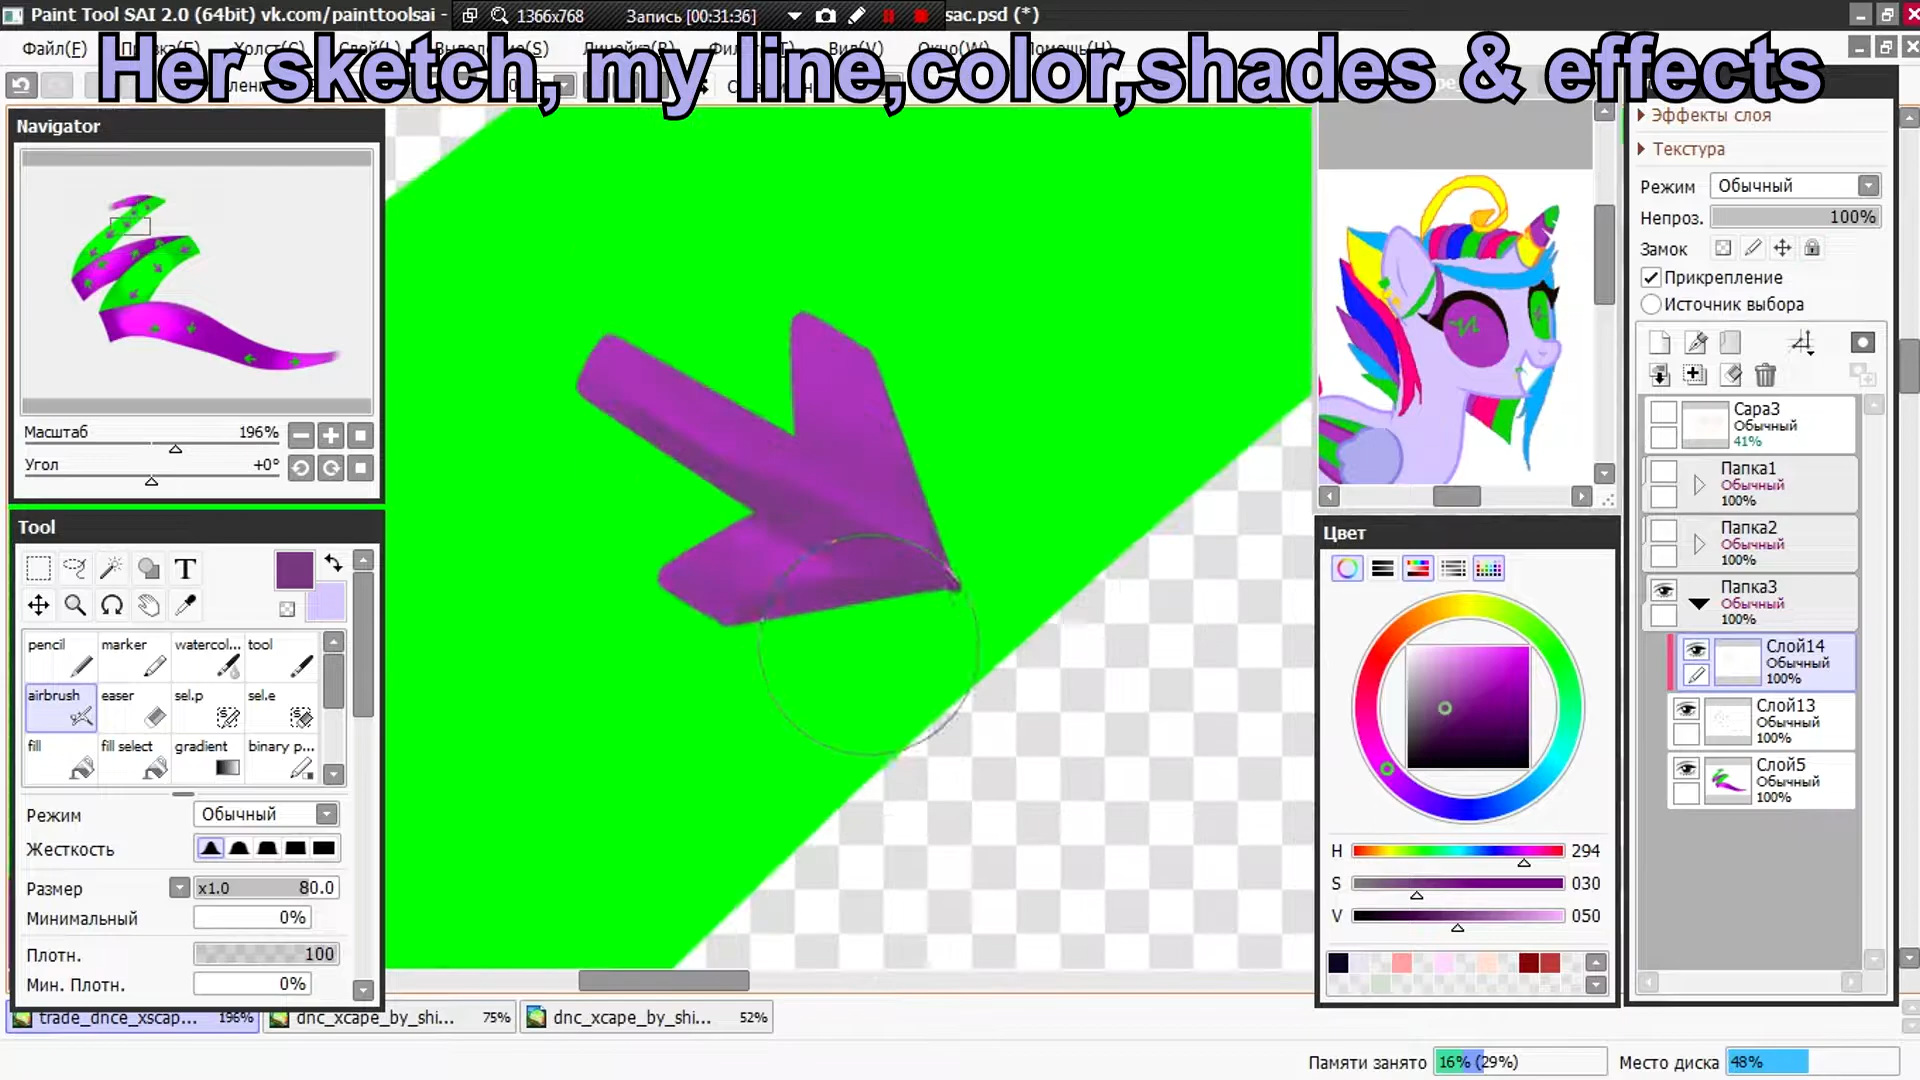 Paint Tool SAI 2.0 (64bit) vk.com/painttoolsai -
1366x768
Запись [00:31:36]
sac.psd (*)
Файл(F)
Her sketch, my line,color,shades & effects
Navigator
Масштаб 196%
Угол +0°
Tool
T
pencil marker watercol... tool
airbrush easer sel.p sel.e
fill fill select gradient binary p...
Режим Обычный
Жесткость
Размер x1.0 80.0
Минимальный 0%
Плотн. 100
Мин. Плотн. 0%
Цвет
H 294
S 030
V 050
Эффекты слоя
Текстура
Режим Обычный
Непроз. 100%
Замок
Прикрепление
Источник выбора
Сара3
Обычный
41%
Папка1
Обычный
100%
Папка2
Обычный
100%
Папка3
Обычный
100%
Слой14
Обычный
100%
Слой13
Обычный
100%
Слой5
Обычный
100%
trade_dnce_xscap... 196%
dnc_xcape_by_shi... 75%
dnc_xcape_by_shi... 52%
Памяти занято 16% (29%)
Место диска 48%